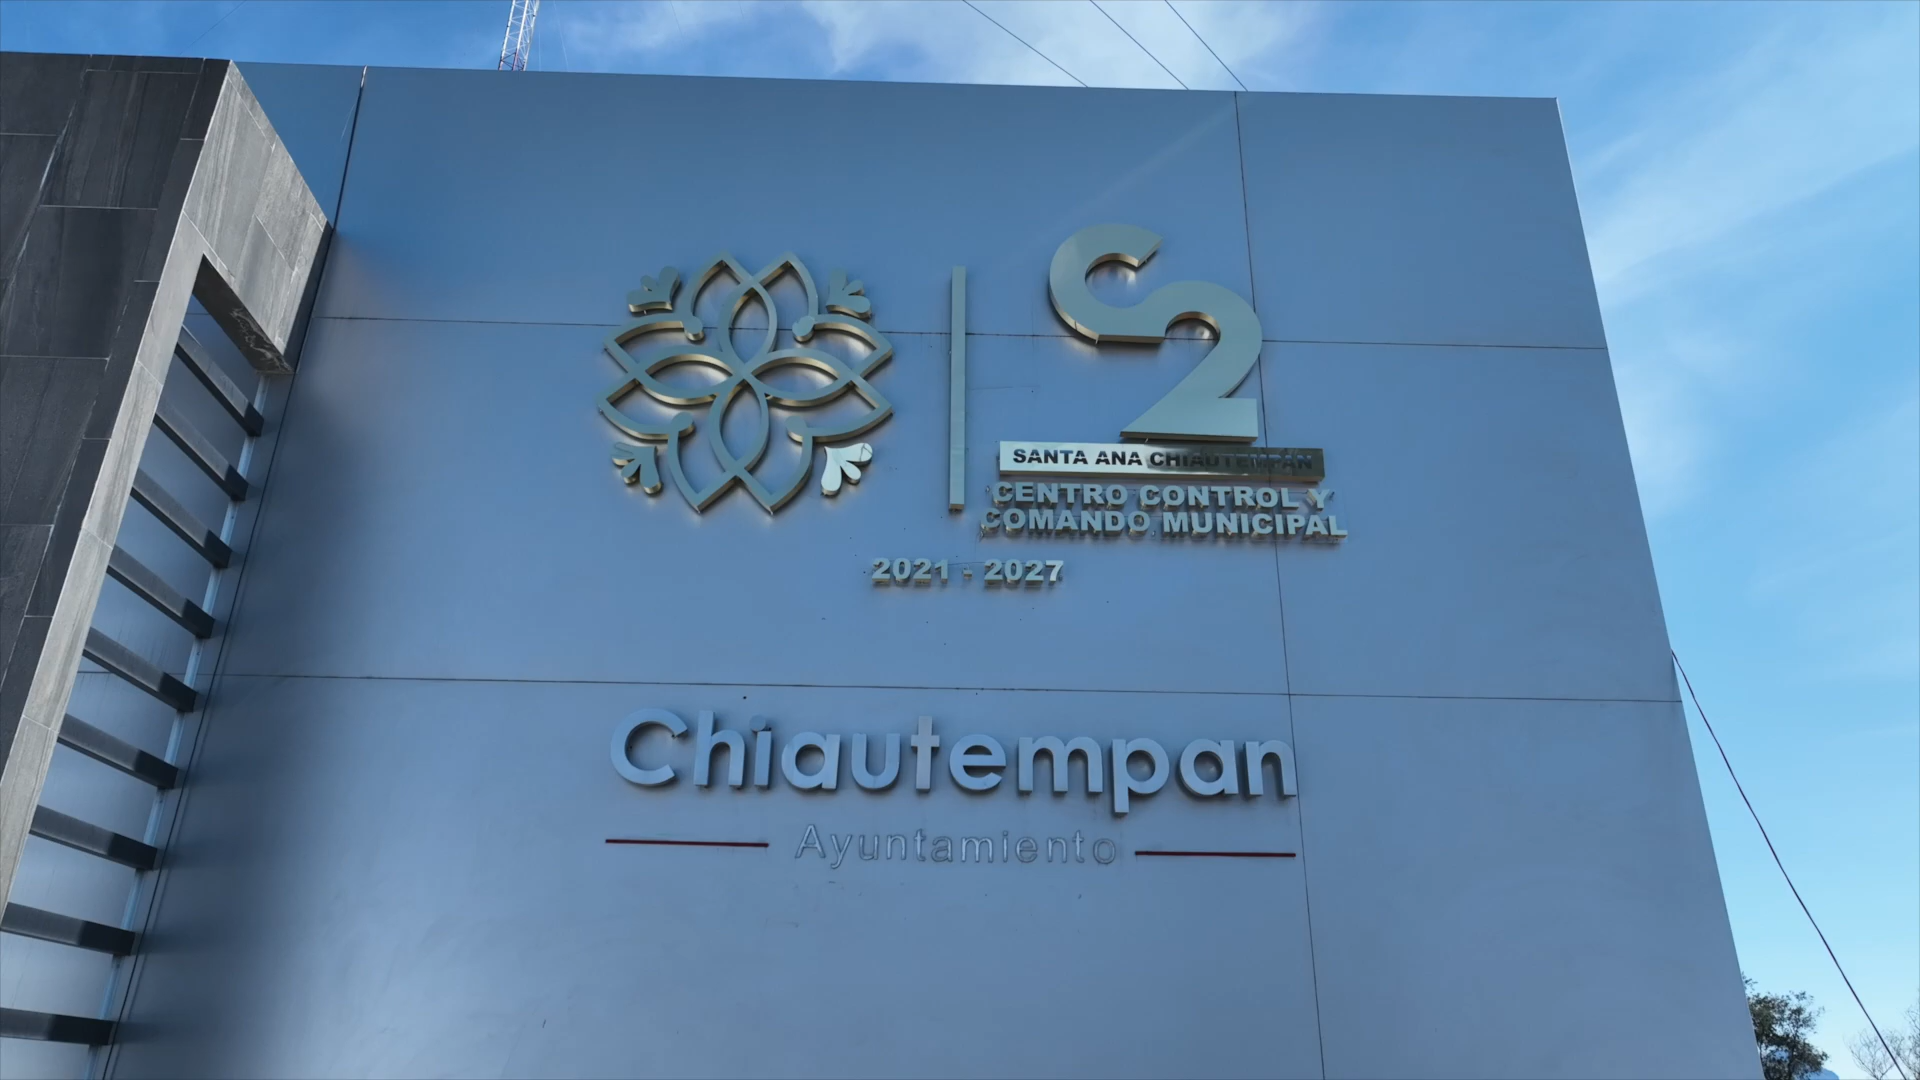 C2
SANTA ANA CHIAUTEMPAN
CENTRO CONTROL Y
COMANDO MUNICIPAL
2021 - 2027
Chiautempan
Ayuntamiento